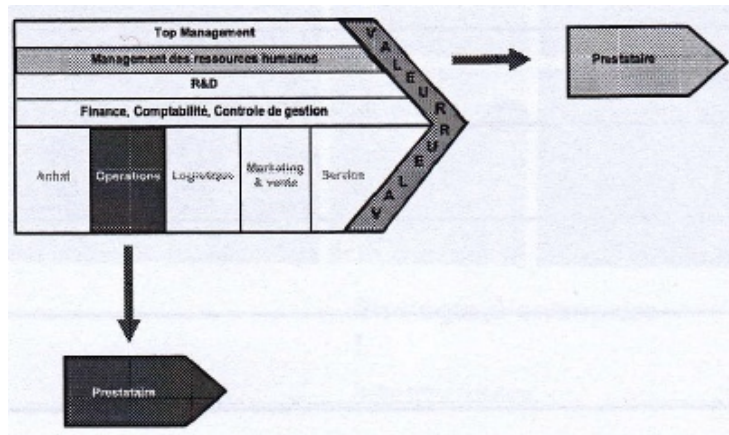 Top Management
Management des ressources humaines
R&D
Finance, Comptabilité, Controle de gestion
Achat
Opérations
Logistique
Marketing
& vente
Service
VALEUR
VALEUR
Prestataire
Prestataire